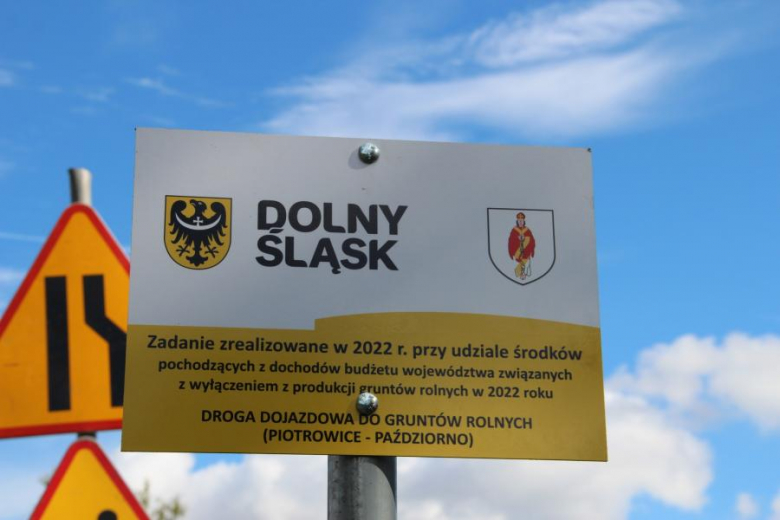 DOLNY
ŚLĄSK
Zadanie zrealizowane w 2022 r. przy udziale środków
pochodzących z dochodów budżetu województwa związanych
z wyłączeniem z produkcji gruntów rolnych w 2022 roku
DROGA DOJAZDOWA DO GRUNTÓW ROLNYCH
(PIOTROWICE - PAŹDZIORNO)